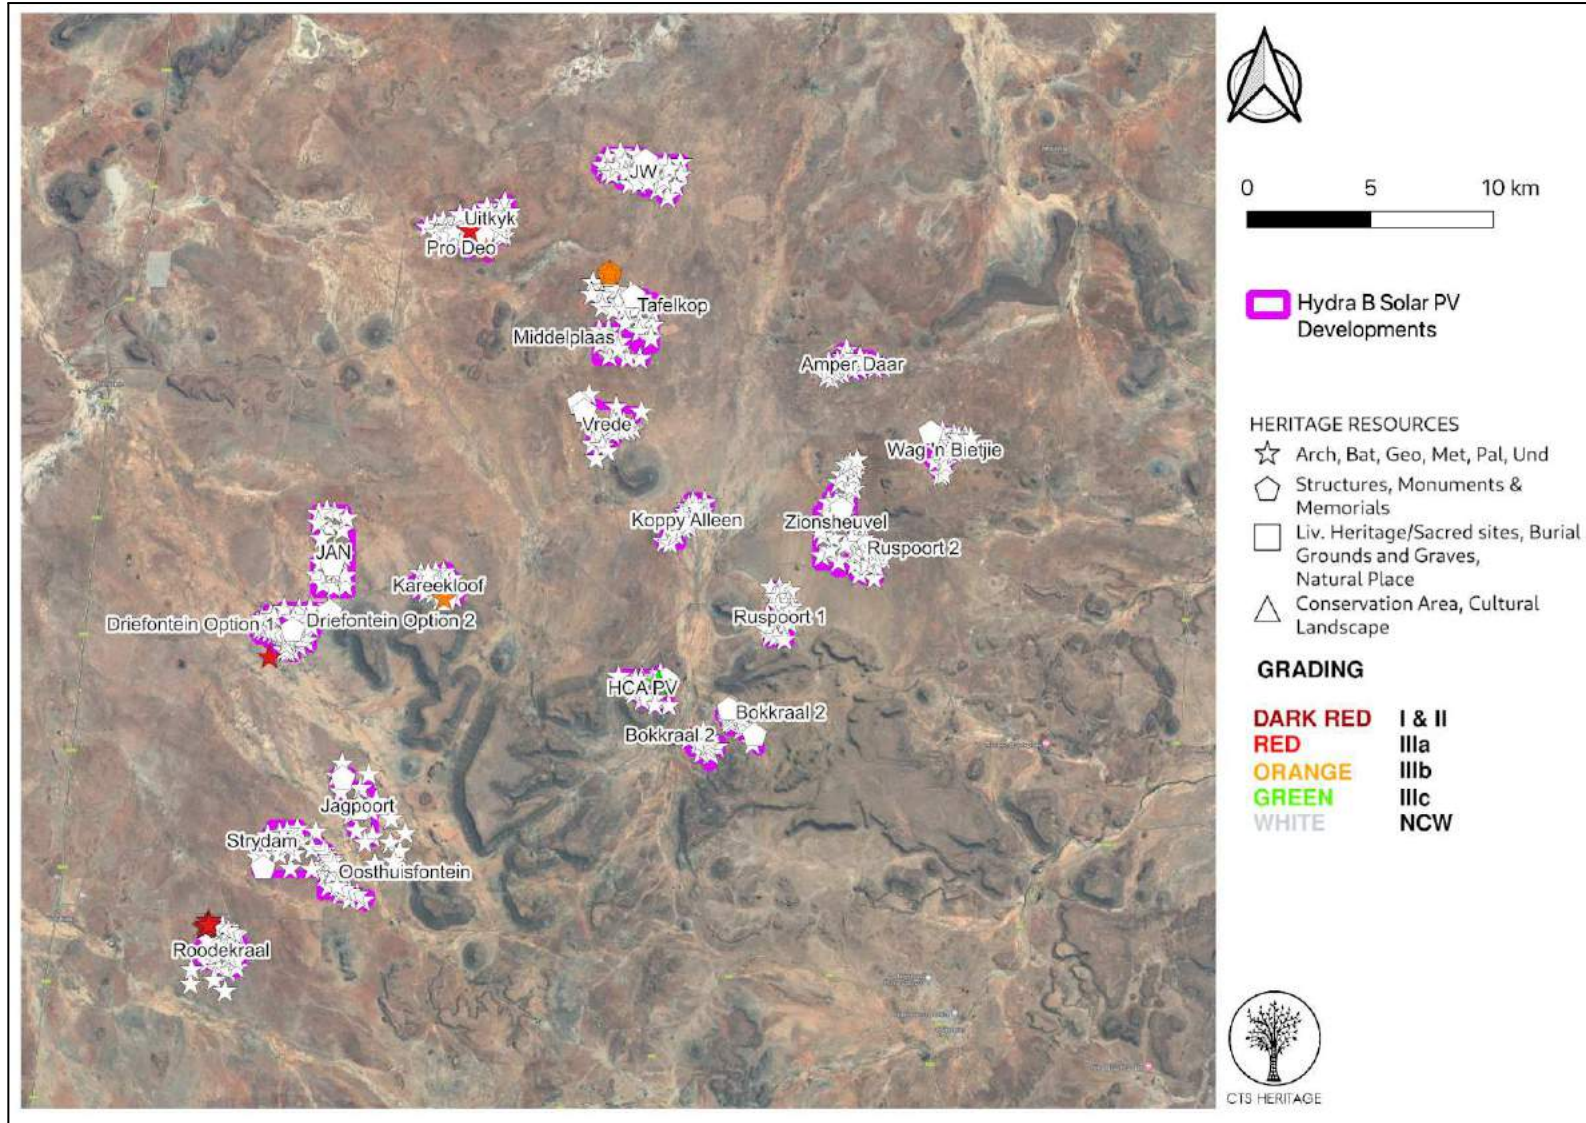 JW
Uitkyk
Pro Deo
Tafelkop
Middelplaas
Amper Daar
Vrede
Wag 'n Bietjie
Koppy Alleen
Zionsheuvel
Ruspoort 2
JAN
Kareekloof
Driefontein Option 1
Driefontein Option 2
Ruspoort 1
HCA PV
Bokkraal 2
Bokkraal 2
Jagpoort
Strydam
Oosthuisfontein
Roodekraal
0 5 10 km
Hydra B Solar PV
Developments
HERITAGE RESOURCES
Arch, Bat, Geo, Met, Pal, Und
Structures, Monuments &
Memorials
Liv. Heritage/Sacred sites, Burial
Grounds and Graves,
Natural Place
Conservation Area, Cultural
Landscape
GRADING
DARK RED I & II
RED IIIa
ORANGE IIIb
GREEN IIIc
WHITE NCW
CTS HERITAGE